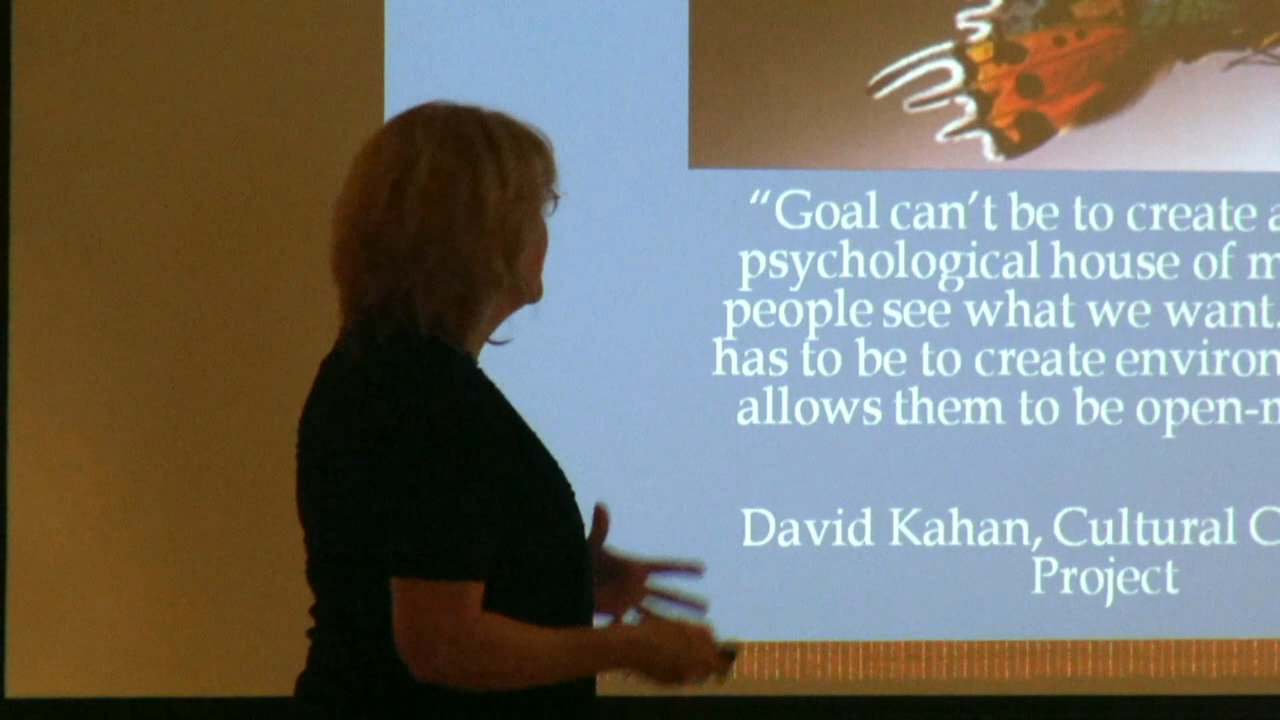 “Goal can’t be to create a
psychological house of m
people see what we want.
has to be to create environ
allows them to be open-m
David Kahan, Cultural C
Project